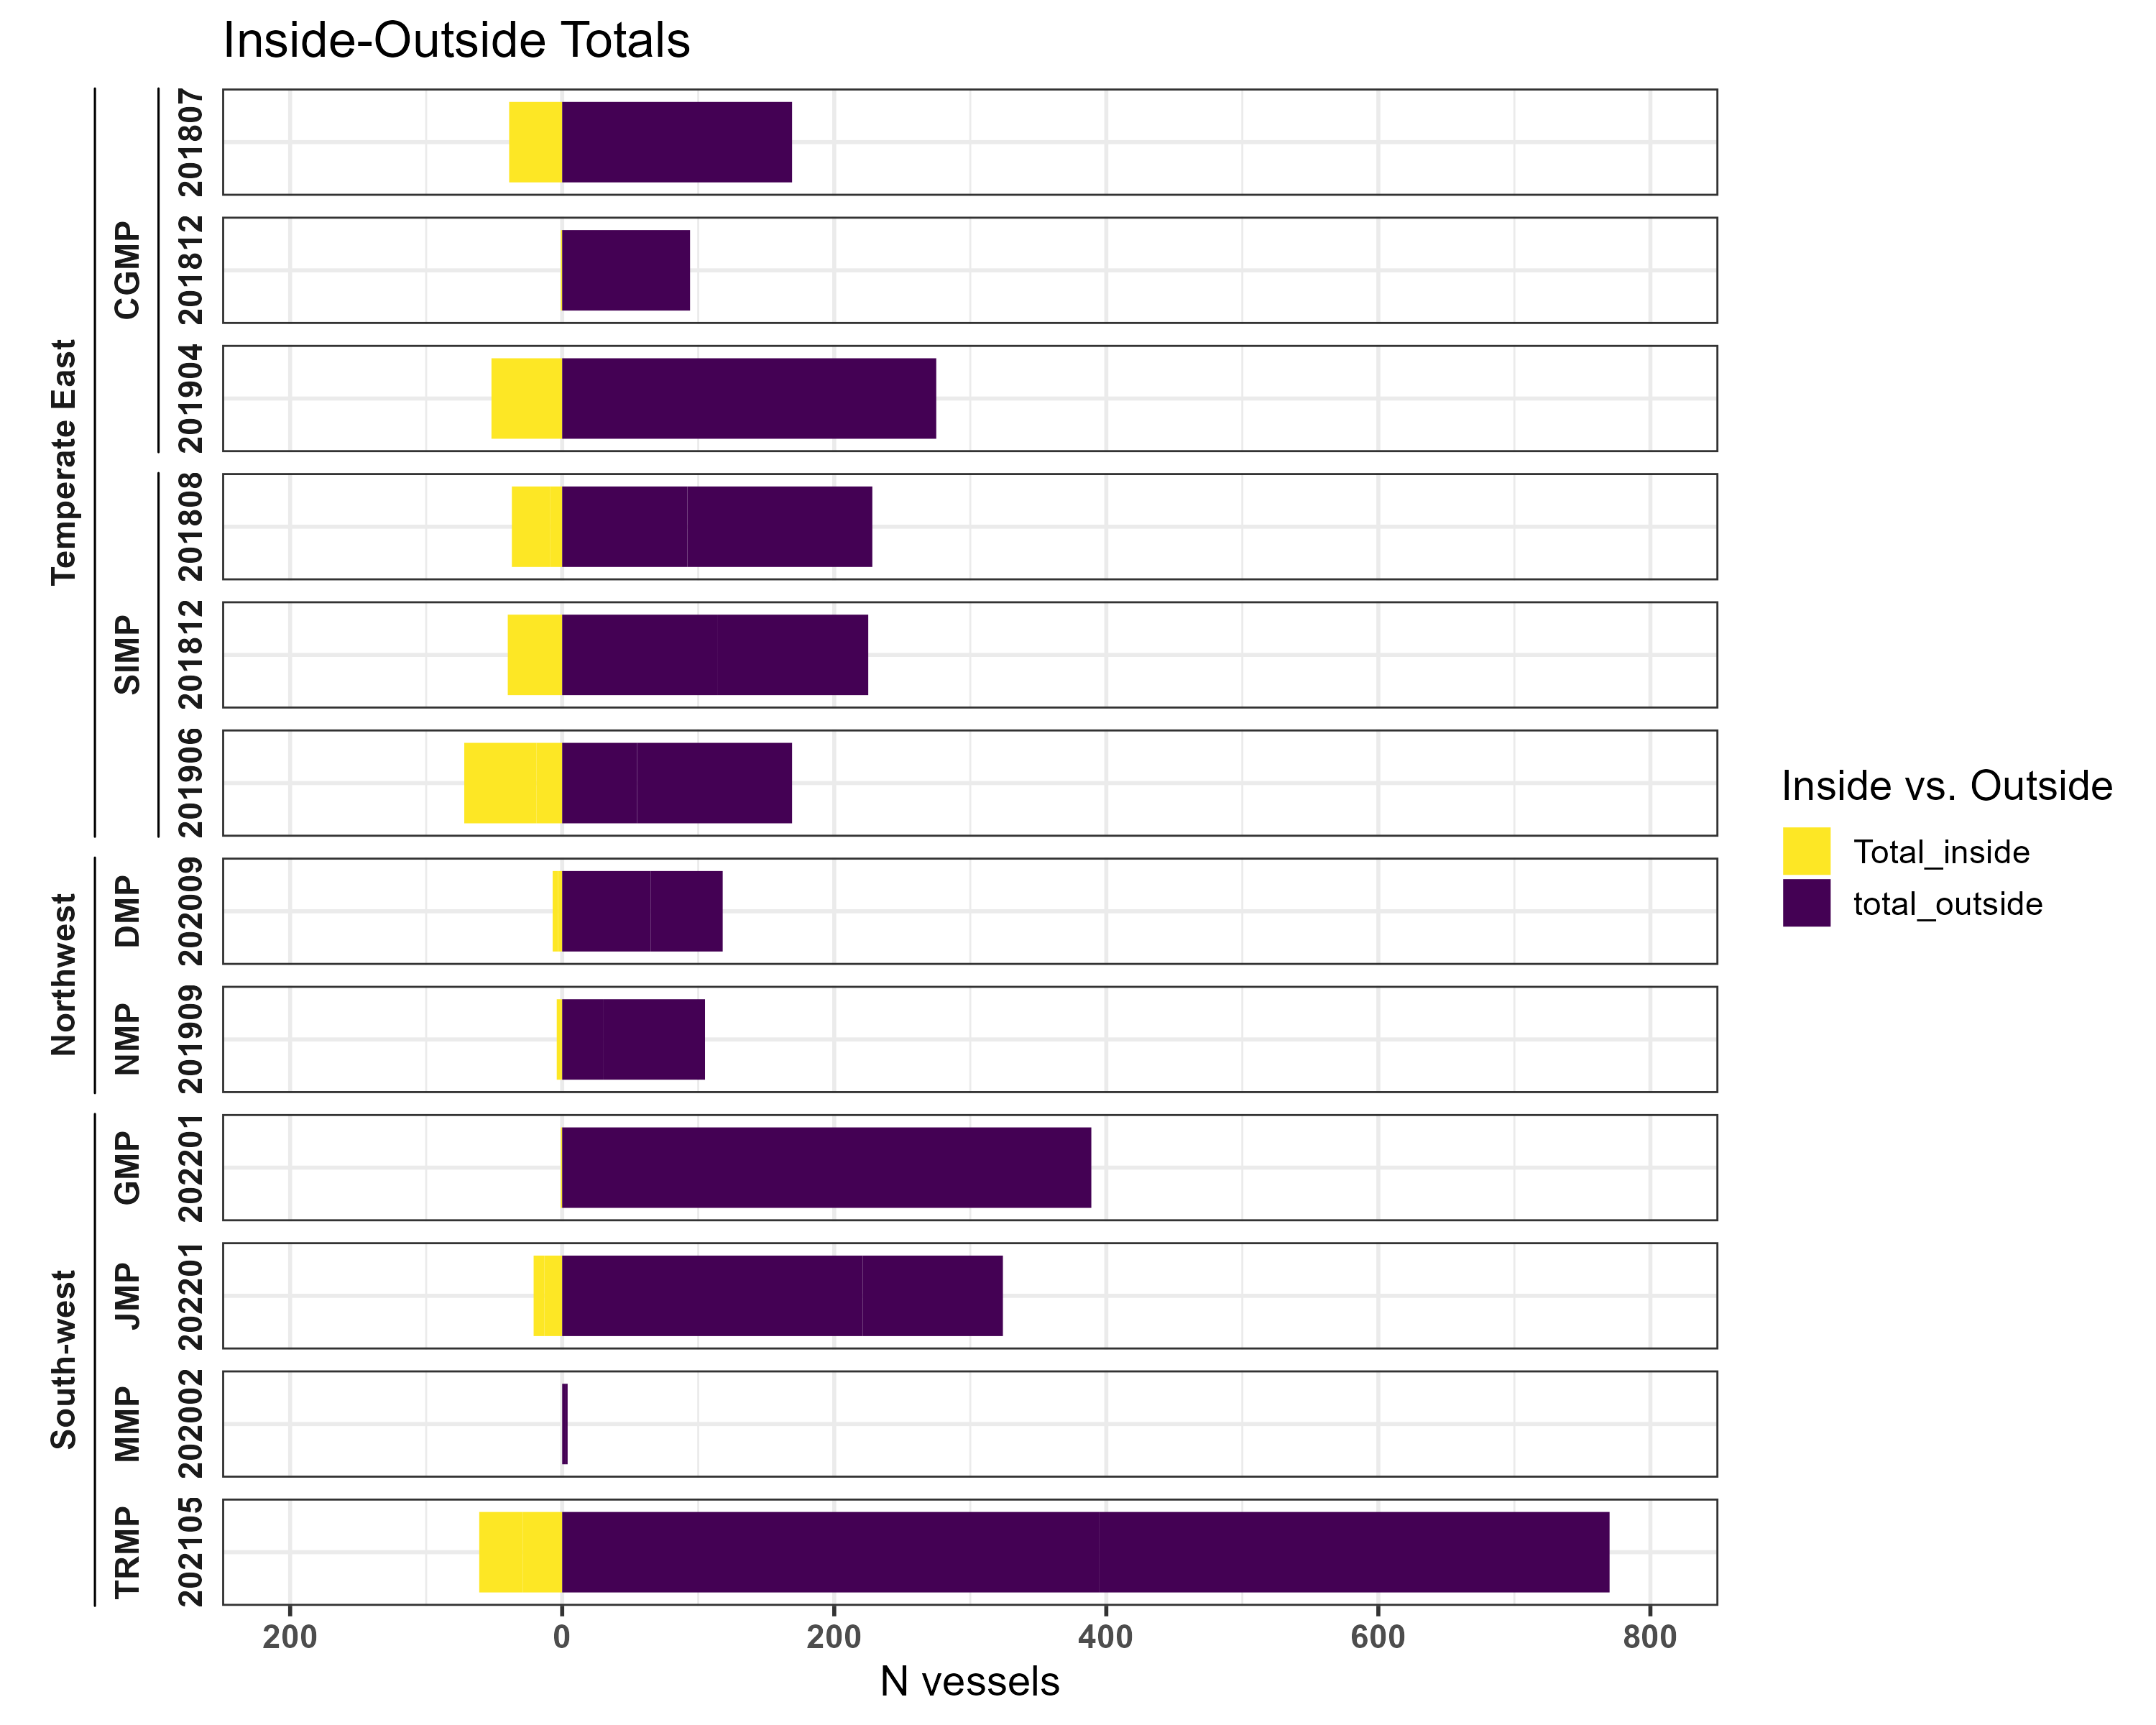 Inside-Outside Totals
Temperate East
CGMP
201807
201812
201904
SIMP
201808
201812
201906
Northwest
DMP
202009
NMP
201909
South-west
GMP
202201
JMP
202201
MMP
202002
TRMP
202105
200 0 200 400 600 800
N vessels
Inside vs. Outside
Total_inside
total_outside